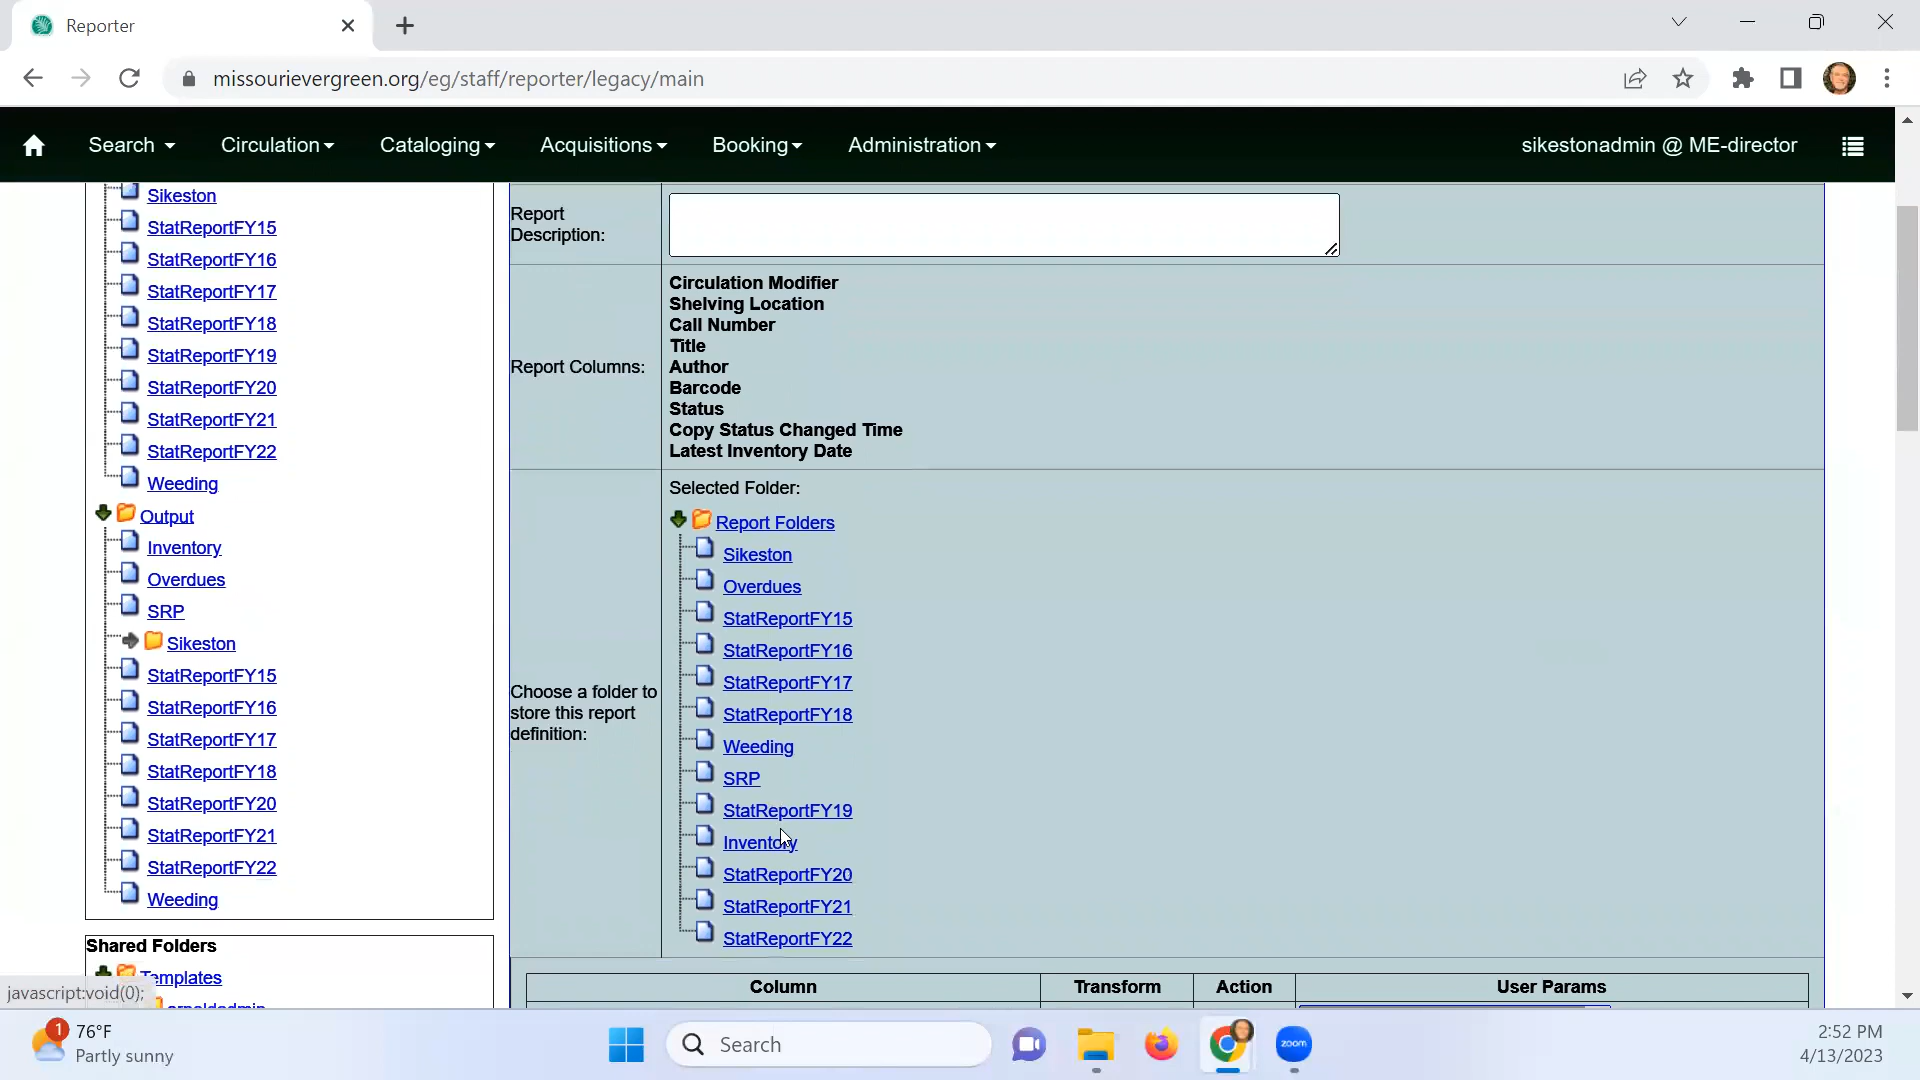 Reporter
missourievergreen.org/eg/staff/reporter/legacy/main
Search Circulation Cataloging Acquisitions Booking Administration sikestonadmin @ ME-director
Sikeston
StatReportFY15
StatReportFY16
StatReportFY17
StatReportFY18
StatReportFY19
StatReportFY20
StatReportFY21
StatReportFY22
Weeding
Output
Inventory
Overdues
SRP
Sikeston
StatReportFY15
StatReportFY16
StatReportFY17
StatReportFY18
StatReportFY20
StatReportFY21
StatReportFY22
Weeding
Shared Folders
Templates
arnoldadmin
javascript:void(0);
Report
Description:
Report Columns:
Circulation Modifier
Shelving Location
Call Number
Title
Author
Barcode
Status
Copy Status Changed Time
Latest Inventory Date
Choose a folder to
store this report
definition:
Selected Folder:
Report Folders
Sikeston
Overdues
StatReportFY15
StatReportFY16
StatReportFY17
StatReportFY18
Weeding
SRP
StatReportFY19
Inventory
StatReportFY20
StatReportFY21
StatReportFY22
Column Transform Action User Params
1
76°F
Partly sunny
Search
zoom
2:52 PM
4/13/2023